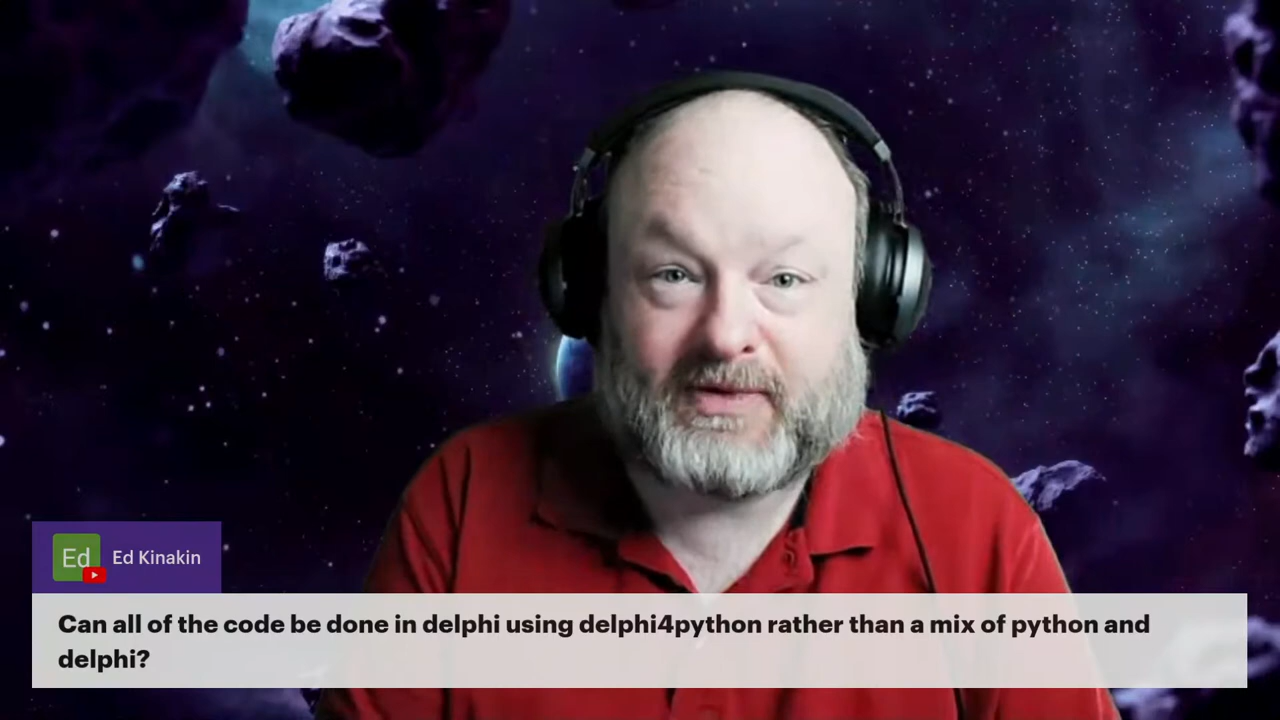 Ed
Ed Kinakin
Can all of the code be done in delphi using delphi4python rather than a mix of python and
delphi?